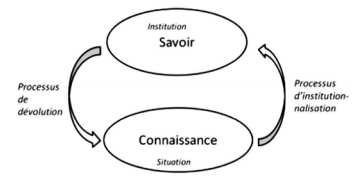 Institution
Savoir
Processus
de
dévolution
Processus
d'institution-
nalisation
Connaissance
Situation